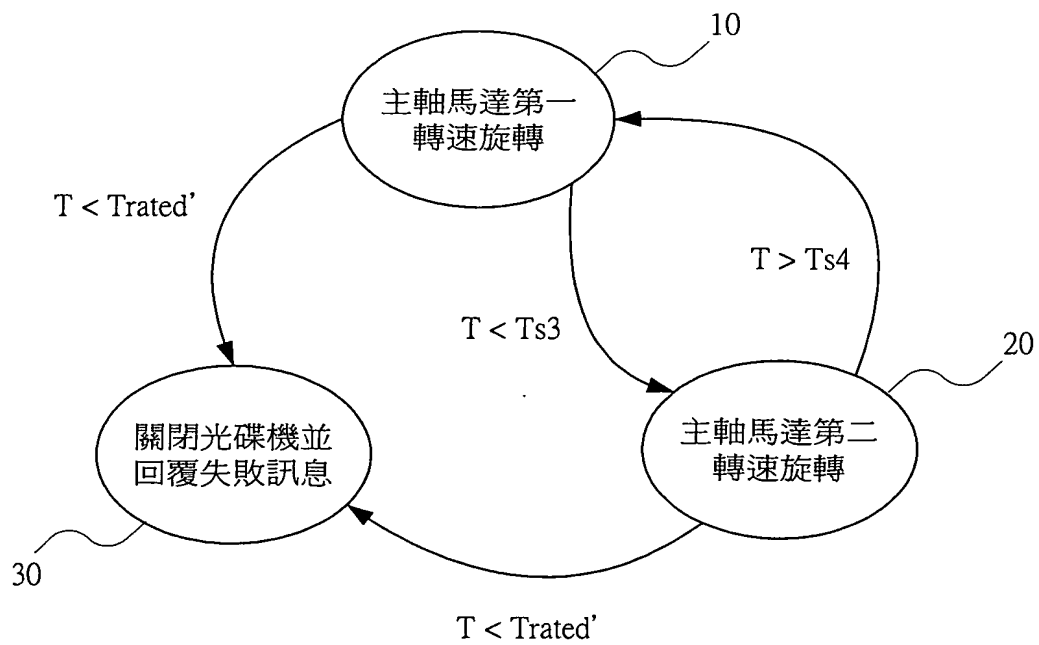 10
主軸馬達第一
轉速旋轉
T < Trated’
T > Ts4
T < Ts3
20
關閉光碟機並
回覆失敗訊息
主軸馬達第二
轉速旋轉
30
T < Trated’